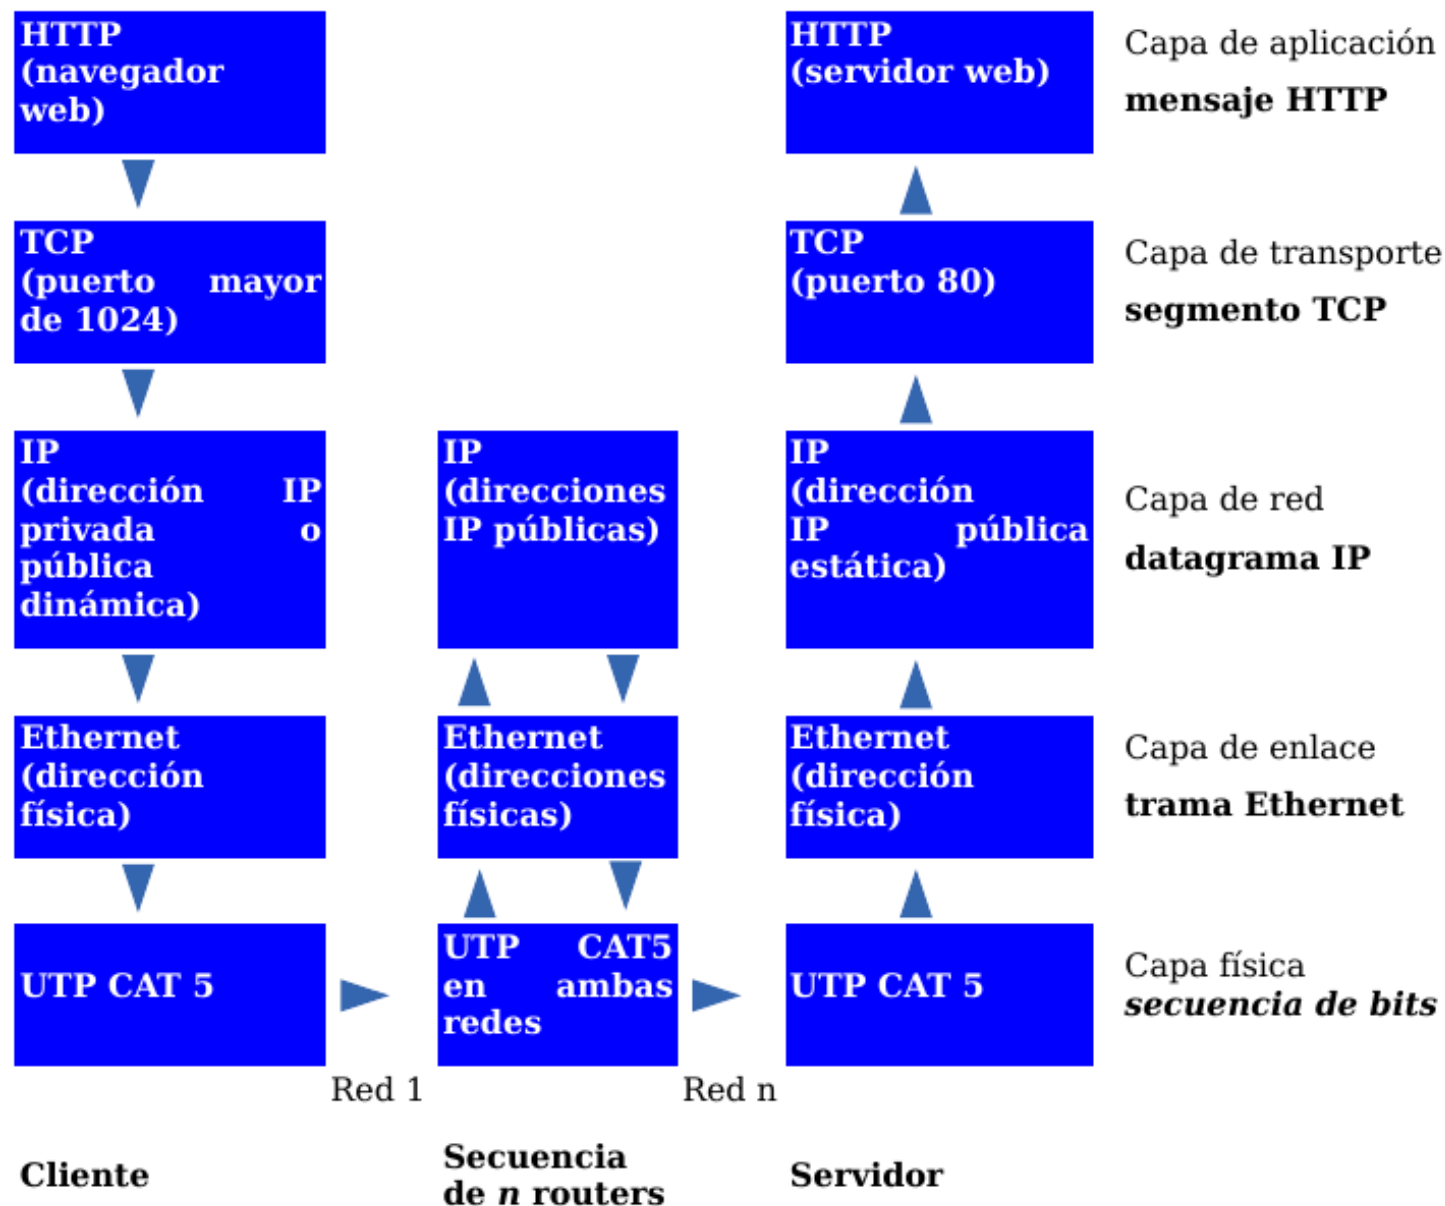 HTTP
(navegador
web)
HTTP
(servidor web)
Capa de aplicación
mensaje HTTP
TCP
(puerto mayor
de 1024)
TCP
(puerto 80)
Capa de transporte
segmento TCP
IP
(dirección IP
privada o
pública
dinámica)
IP
(direcciones
IP públicas)
IP
(dirección
IP pública
estática)
Capa de red
datagrama IP
Ethernet
(dirección
física)
Ethernet
(direcciones
físicas)
Ethernet
(dirección
física)
Capa de enlace
trama Ethernet
UTP CAT 5
UTP CAT5
en ambas
redes
UTP CAT 5
Capa física
secuencia de bits
Red 1
Red n
Cliente
Secuencia
de n routers
Servidor